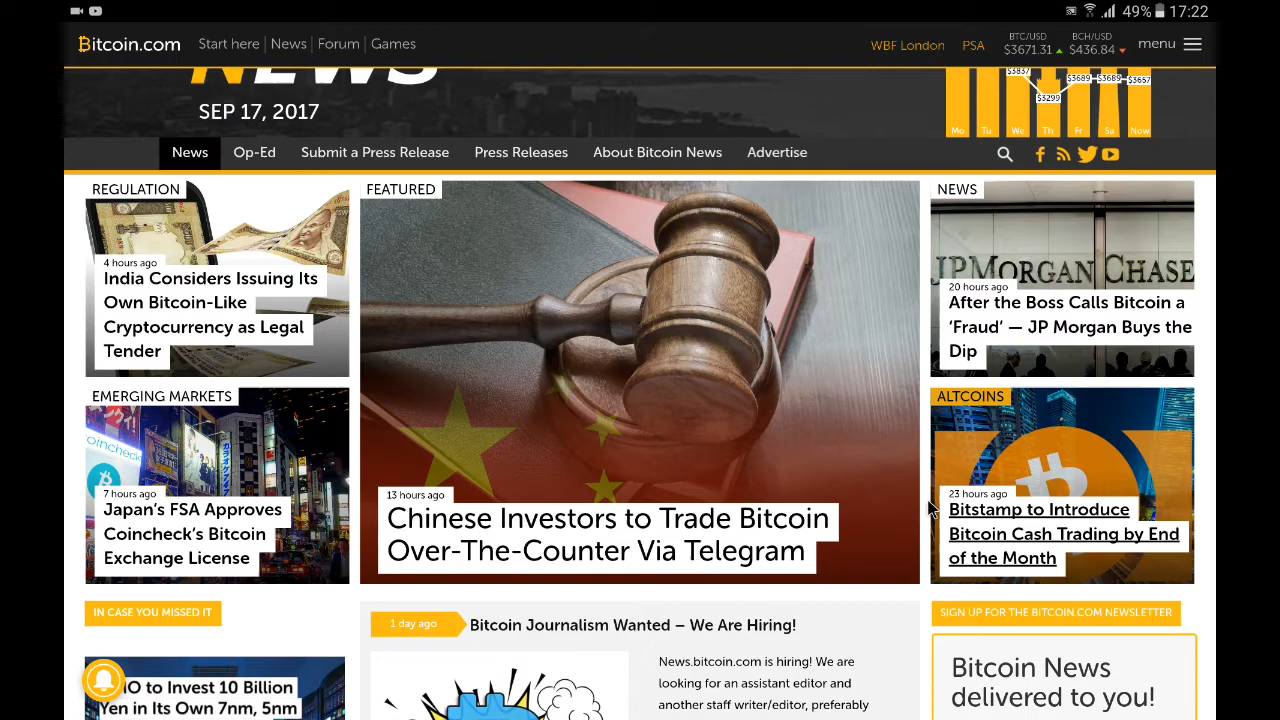 49% 17:22
Bitcoin.com Start here News Forum Games WBF London PSA BTC/USD $3671.31 BCH/USD $436.84 menu
NEWS
SEP 17, 2017
$3837 $3299 $3689 $3689 $3657
Mo Tu We Th Fr Sa Now
News Op-Ed Submit a Press Release Press Releases About Bitcoin News Advertise
REGULATION
4 hours ago
India Considers Issuing Its
Own Bitcoin-Like
Cryptocurrency as Legal
Tender
EMERGING MARKETS
coincheck
7 hours ago
Japan's FSA Approves
Coincheck's Bitcoin
Exchange License
FEATURED
13 hours ago
Chinese Investors to Trade Bitcoin
Over-The-Counter Via Telegram
NEWS
JPMORGAN CHASE
20 hours ago
After the Boss Calls Bitcoin a
‘Fraud’ — JP Morgan Buys the
Dip
ALTCOINS
23 hours ago
Bitstamp to Introduce
Bitcoin Cash Trading by End
of the Month
IN CASE YOU MISSED IT
O to Invest 10 Billion
Yen in Its Own 7nm, 5nm
1 day ago
Bitcoin Journalism Wanted – We Are Hiring!
News.bitcoin.com is hiring! We are
looking for an assistant editor and
another staff writer/editor, preferably
SIGN UP FOR THE BITCOIN.COM NEWSLETTER
Bitcoin News
delivered to you!